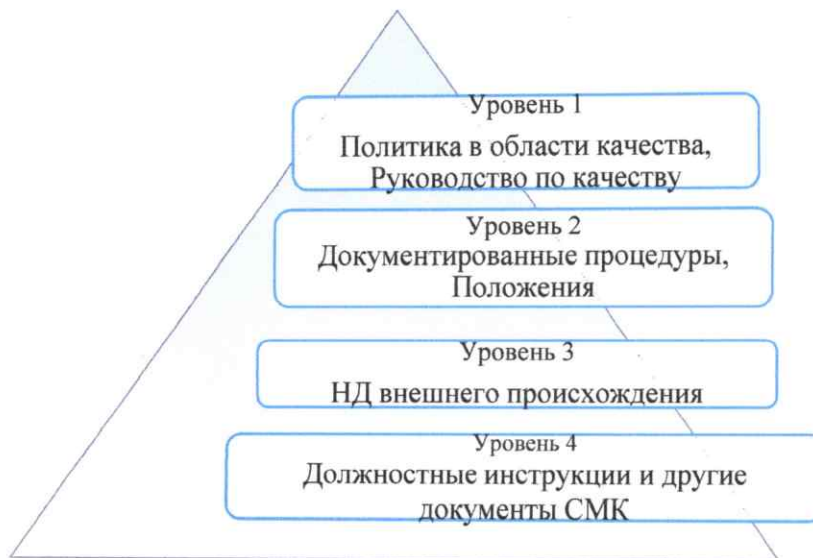 Уровень 1
Политика в области качества,
Руководство по качеству
Уровень 2
Документированные процедуры,
Положения
Уровень 3
НД внешнего происхождения
Уровень 4
Должностные инструкции и другие
документы СМК